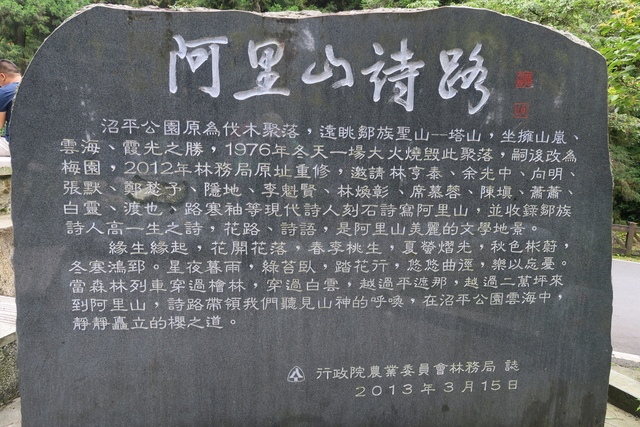 阿里山詩路
沼平公園原為伐木聚落，遠眺鄒族聖山--塔山，坐擁山嵐、
雲海、霞光之勝，1976年冬天一場大火燒毀此聚落，嗣後改為
梅園，2012年林務局原址重修，邀請林亨泰、余光中、向明、
張默、鄭愁予、隱地、李魁賢、林煥彰、席慕蓉、陳填、蕭蕭、
白靈、渡也、路寒袖等現代詩人刻石詩寫阿里山，並收錄鄒族
詩人高一生之詩，花路、詩語，是阿里山美麗的文學地景。
緣生緣起，花開花落，春季桃生，夏螢熠光，秋色彬蔚，
冬寒鴻郅。星夜暮雨，綠苔臥，踏花行，悠悠曲徑，樂以忘憂。
當森林列車穿過檜林，穿過白雲，越過平遮那，越過二萬坪來
到阿里山，詩路帶領我們聽見山神的呼喚，在沼平公園雲海中，
靜靜矗立的櫻之道。
行政院農業委員會林務局 誌
2013年3月15日